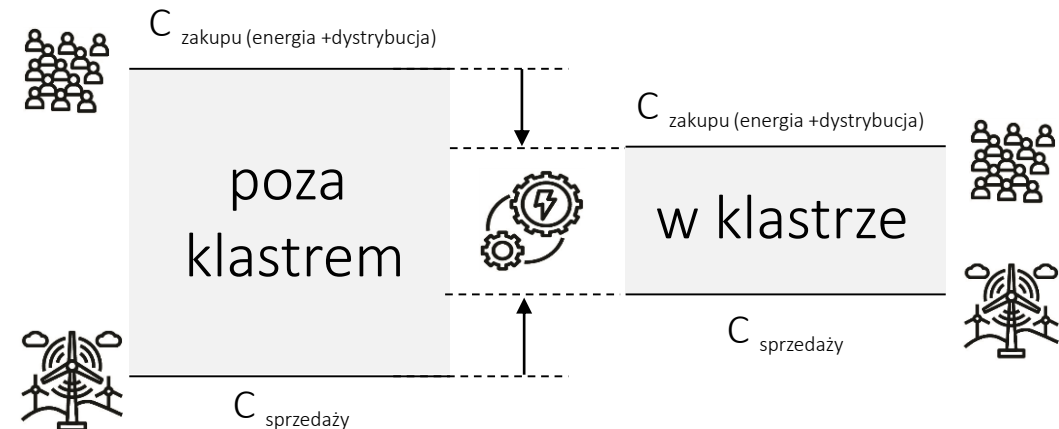 C zakupu (energia +dystrybucja)
poza
klastrem
C sprzedaży
C zakupu (energia +dystrybucja)
w klastrze
C sprzedaży